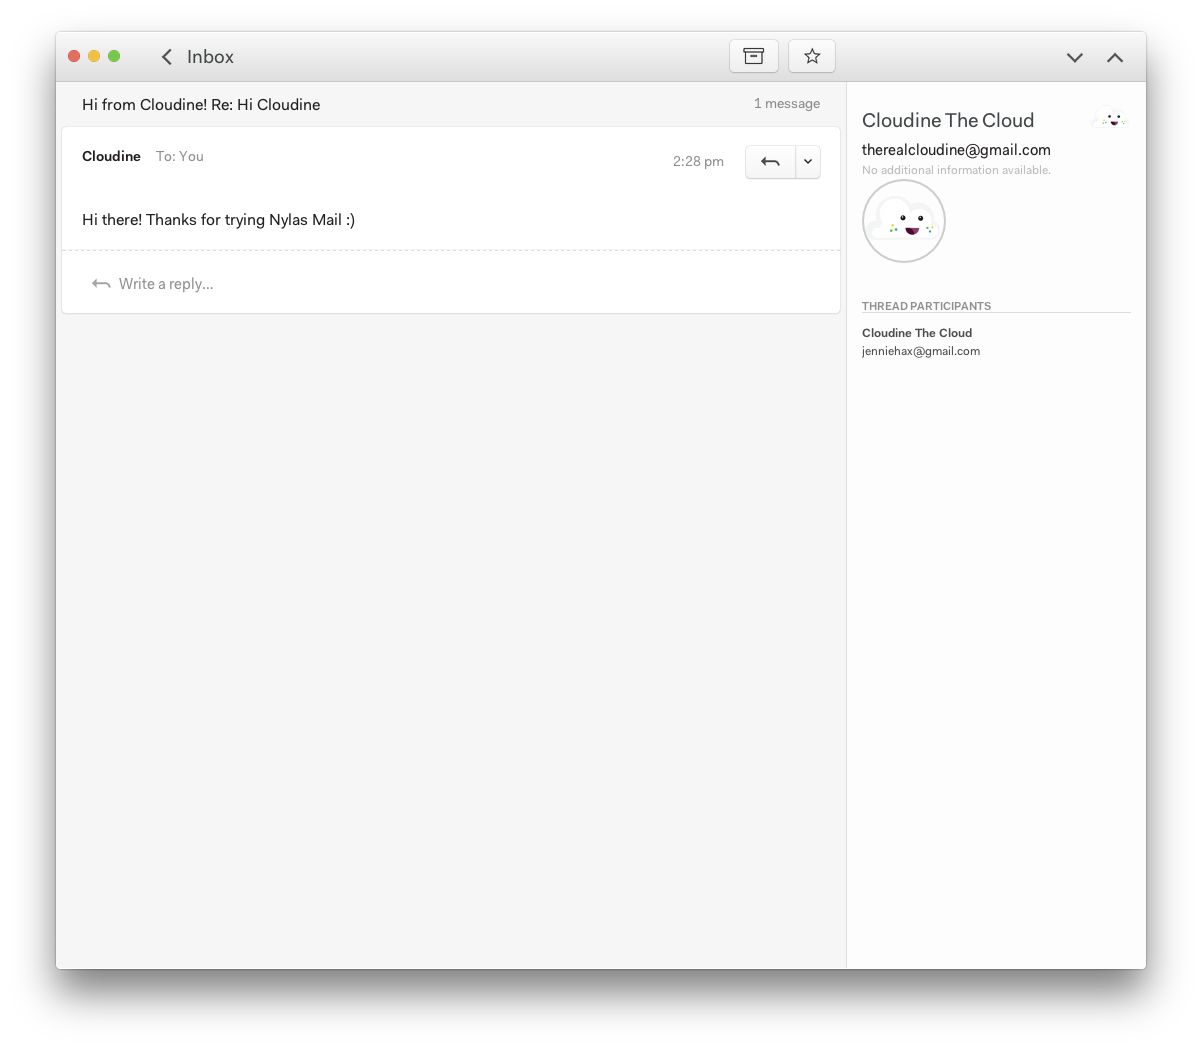 Inbox
Hi from Cloudine! Re: Hi Cloudine
1 message
Cloudine To: You
2:28 pm
Hi there! Thanks for trying Nylas Mail :)
Write a reply...
Cloudine The Cloud
therealcloudine@gmail.com
No additional information available.
THREAD PARTICIPANTS
Cloudine The Cloud
jenniehax@gmail.com